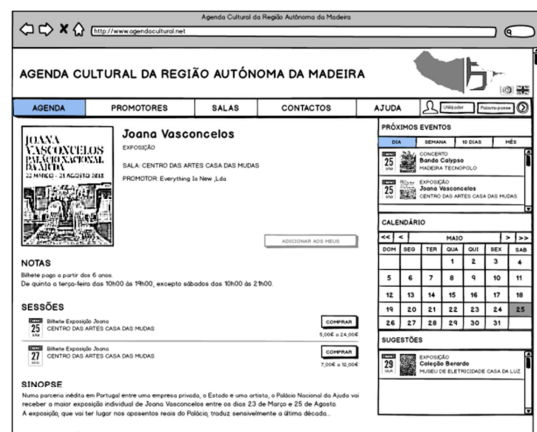 Agenda Cultural da Região Autônoma da Madeira
http://www.agendacultural.net
AGENDA CULTURAL DA REGIÃO AUTÓNOMA DA MADEIRA
AGENDA
PROMOTORES
SALAS
CONTACTOS
AJUDA
Utilizador
Palavra-passe
JOANA
VASCONCELOS
PALÁCIO NACIONAL
DA AJUDA
22 MARÇO - 25 AGOSTO 2013
Joana Vasconcelos
EXPOSIÇÃO
SALA: CENTRO DAS ARTES CASA DAS MUDAS
PROMOTOR: Everything Is New ,Lda
ADICIONAR AOS MEUS
NOTAS
Bilhete pago a partir dos 6 anos.
De quinta a terça-feira das 10h00 às 19h00, excepto sábados das 10h00 às 21h00.
SESSÕES
25
Bilhete Exposição Joana
CENTRO DAS ARTES CASA DAS MUDAS
COMPRAR
5,00€ a 24,00€
27
Bilhete Exposição Joana
CENTRO DAS ARTES CASA DAS MUDAS
COMPRAR
7,00€ a 12,00€
SINOPSE
Numa parceria inédita em Portugal entre uma empresa privada, o Estado e uma artista, o Palácio Nacional da Ajuda vai
receber a maior exposição individual de Joana Vasconcelos entre os dias 23 de Março e 25 de Agosto.
A exposição, que vai ter lugar nos aposentos reais do Palácio, traduz sensivelmente a última década...
PRÓXIMOS EVENTOS
DIA
SEMANA
10 DIAS
MÊS
25
CONCERTO
Banda Calypso
MADEIRA TECNOPOLO
25
EXPOSIÇÃO
Joana Vasconcelos
CENTRO DAS ARTES CASA DAS MUDAS
CALENDÁRIO
<< < MAIO > >>
DOM SEG TER QUA QUI SEX SAB
1 2 3 4
5 6 7 8 9 10 11
12 13 14 15 16 17 18
19 20 21 22 23 24 25
26 27 28 29 30 31
SUGESTÕES
29
EXPOSIÇÃO
Coleção Berardo
MUSEU DE ELETRICIDADE CASA DA LUZ